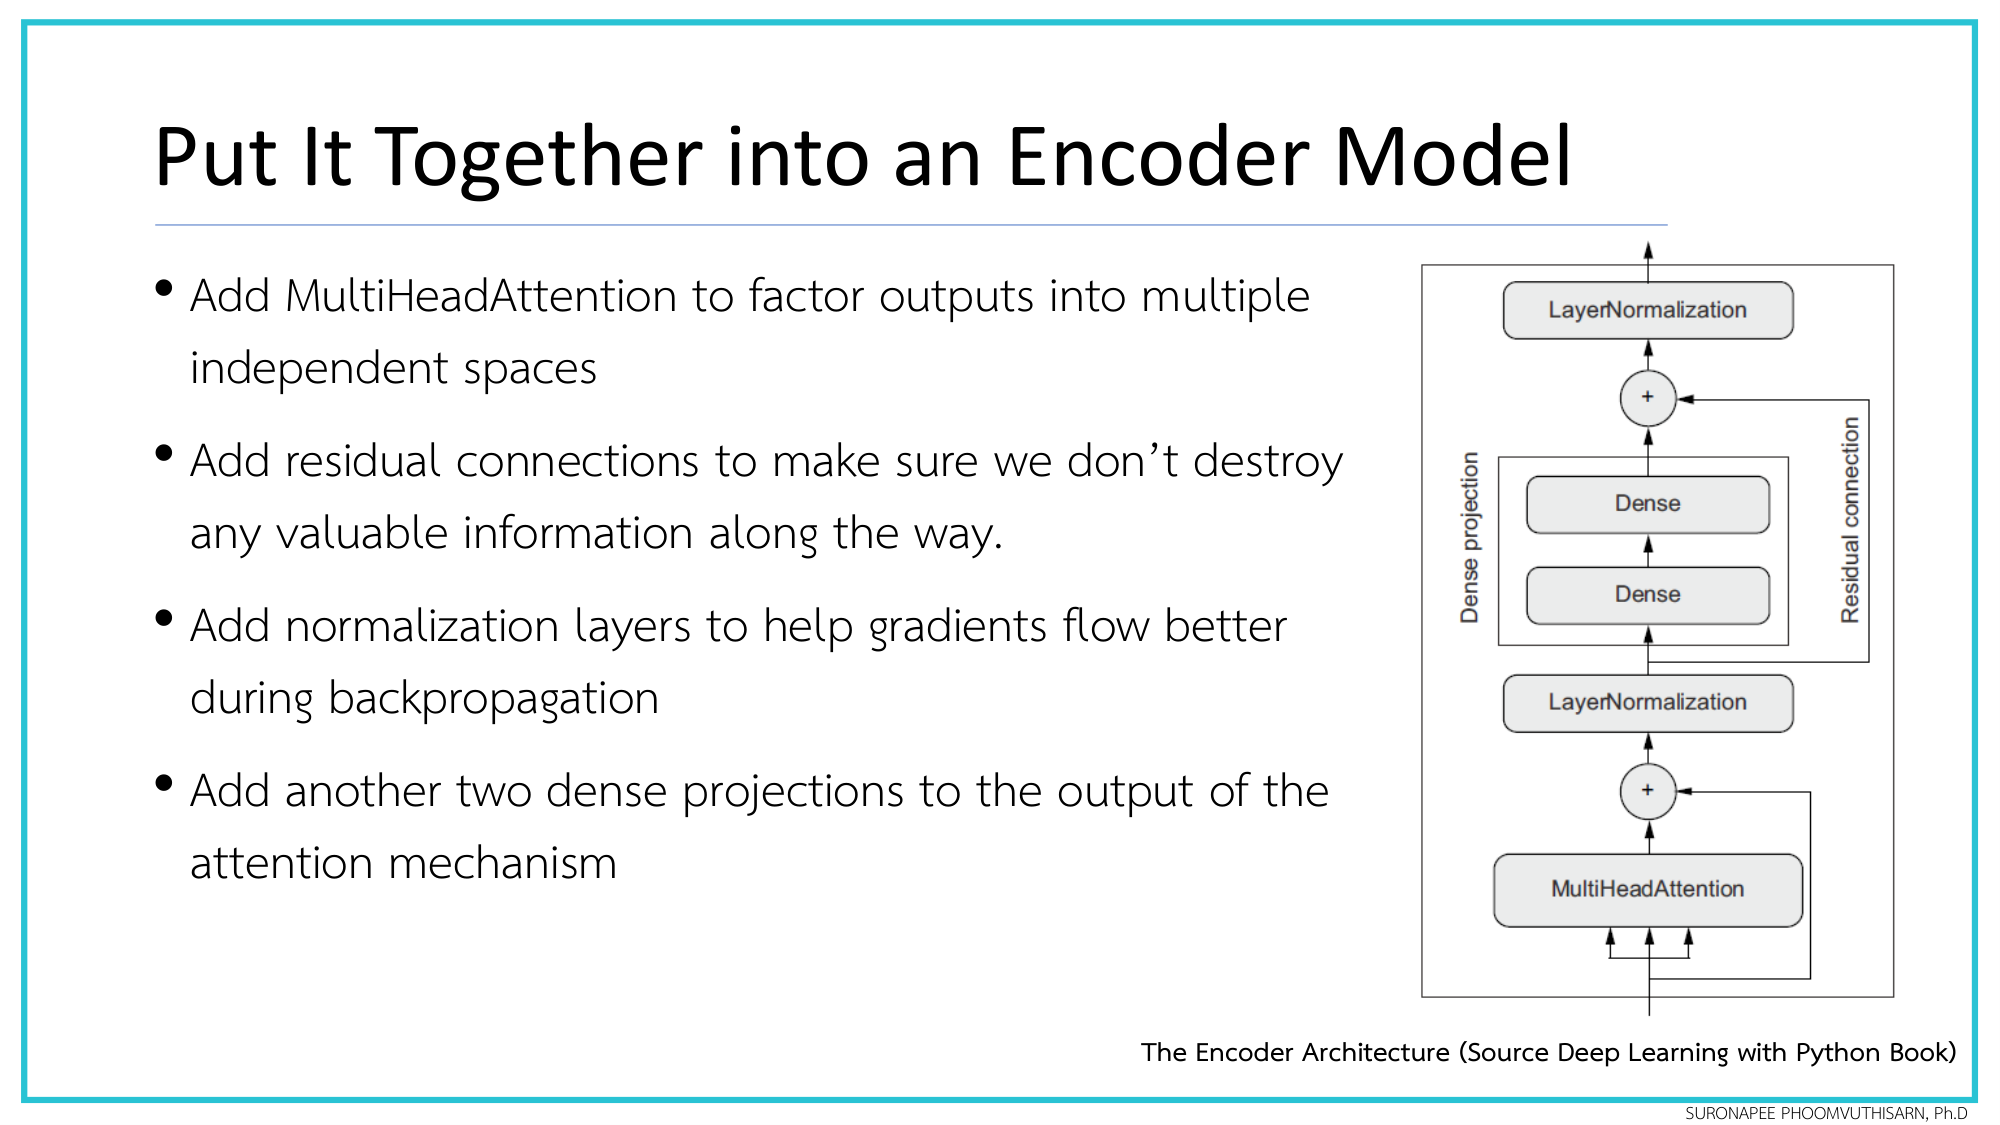 Put It Together into an Encoder Model
• Add MultiHeadAttention to factor outputs into multiple
independent spaces
• Add residual connections to make sure we don’t destroy
any valuable information along the way.
• Add normalization layers to help gradients flow better
during backpropagation
• Add another two dense projections to the output of the
attention mechanism
LayerNormalization
+
Dense projection
Dense
Dense
Residual connection
LayerNormalization
+
MultiHeadAttention
The Encoder Architecture (Source Deep Learning with Python Book)
SURONAPEE PHOOMVUTHISARN, Ph.D